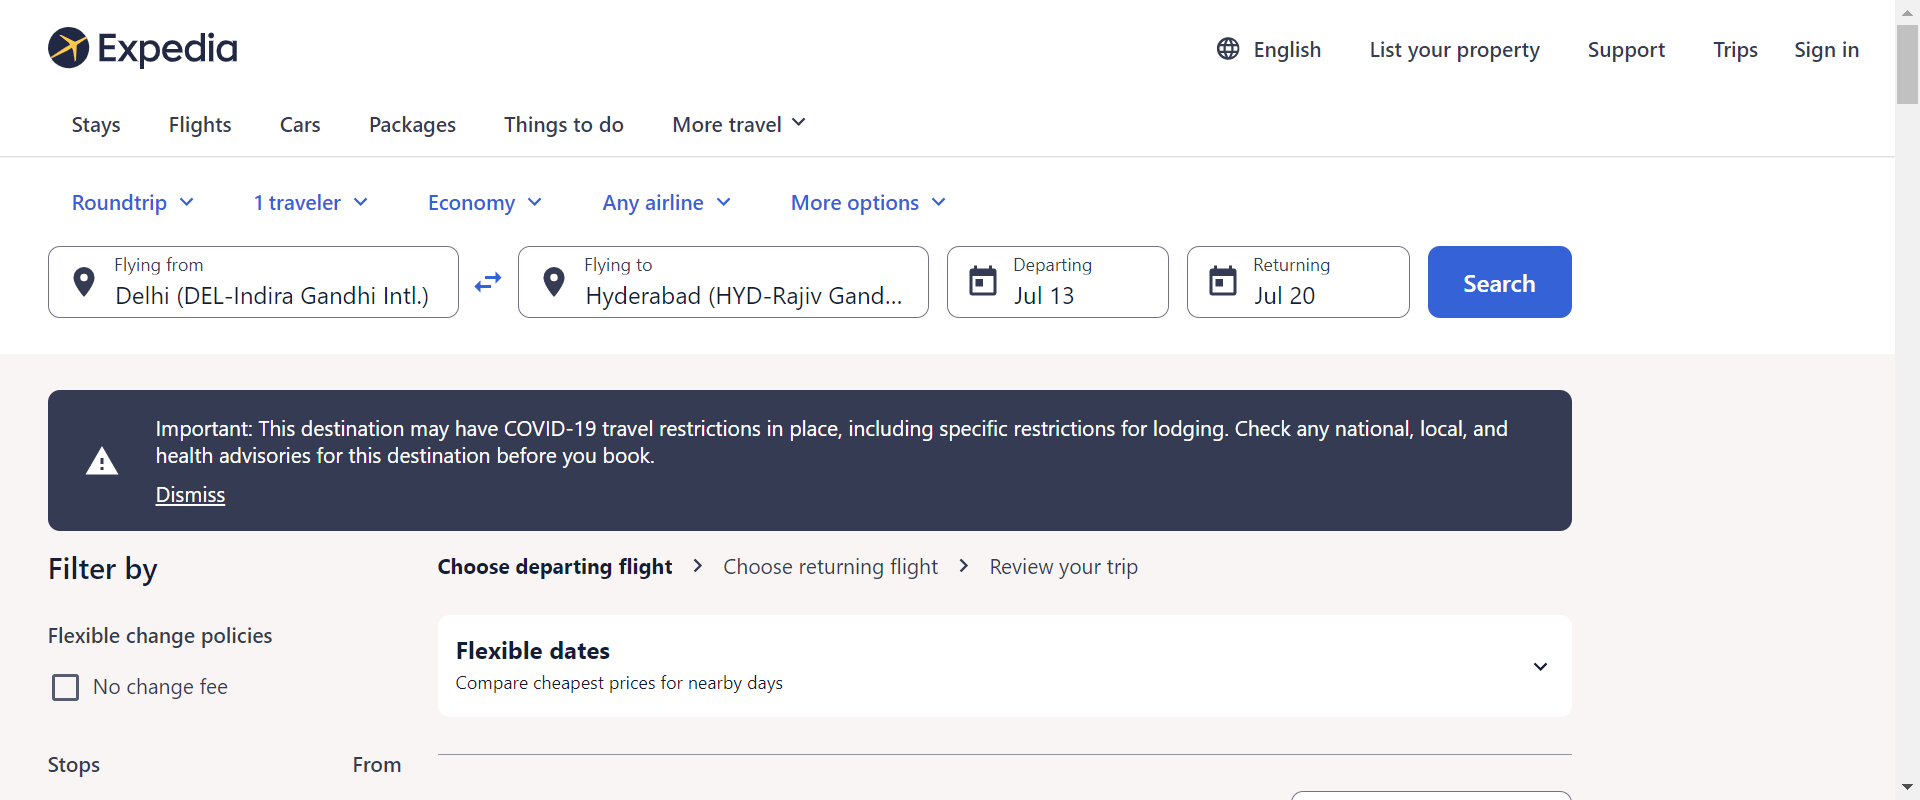 Expedia
English
List your property
Support
Trips
Sign in
Stays
Flights
Cars
Packages
Things to do
More travel
Roundtrip
1 traveler
Economy
Any airline
More options
Flying from
Delhi (DEL-Indira Gandhi Intl.)
Flying to
Hyderabad (HYD-Rajiv Gand...
Departing
Jul 13
Returning
Jul 20
Search
Important: This destination may have COVID-19 travel restrictions in place, including specific restrictions for lodging. Check any national, local, and
health advisories for this destination before you book.
Dismiss
Filter by
Flexible change policies
No change fee
Stops
From
Choose departing flight
Choose returning flight
Review your trip
Flexible dates
Compare cheapest prices for nearby days